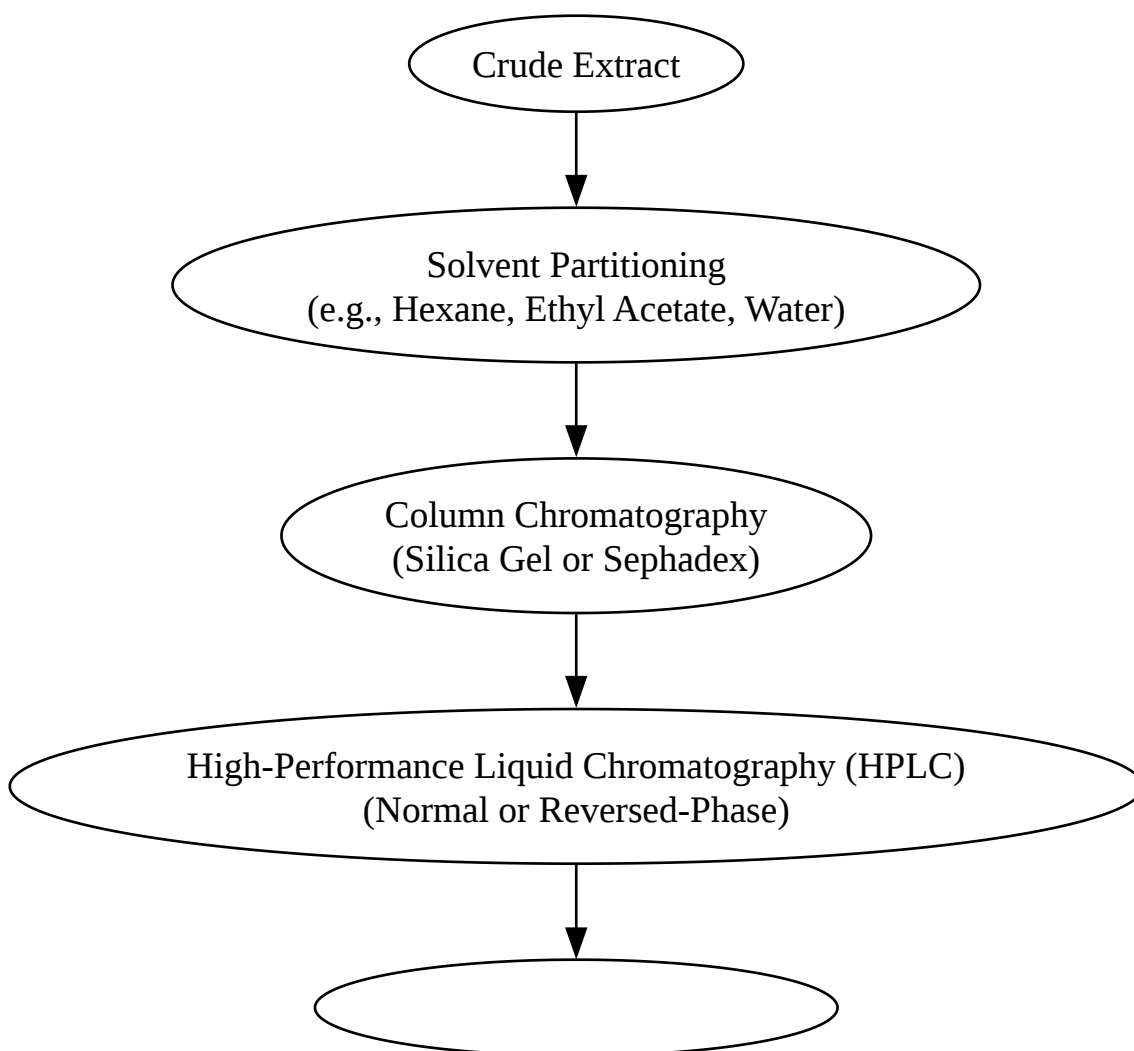 Crude Extract
Solvent Partitioning
(e.g., Hexane, Ethyl Acetate, Water)
Column Chromatography
(Silica Gel or Sephadex)
High-Performance Liquid Chromatography (HPLC)
(Normal or Reversed-Phase)